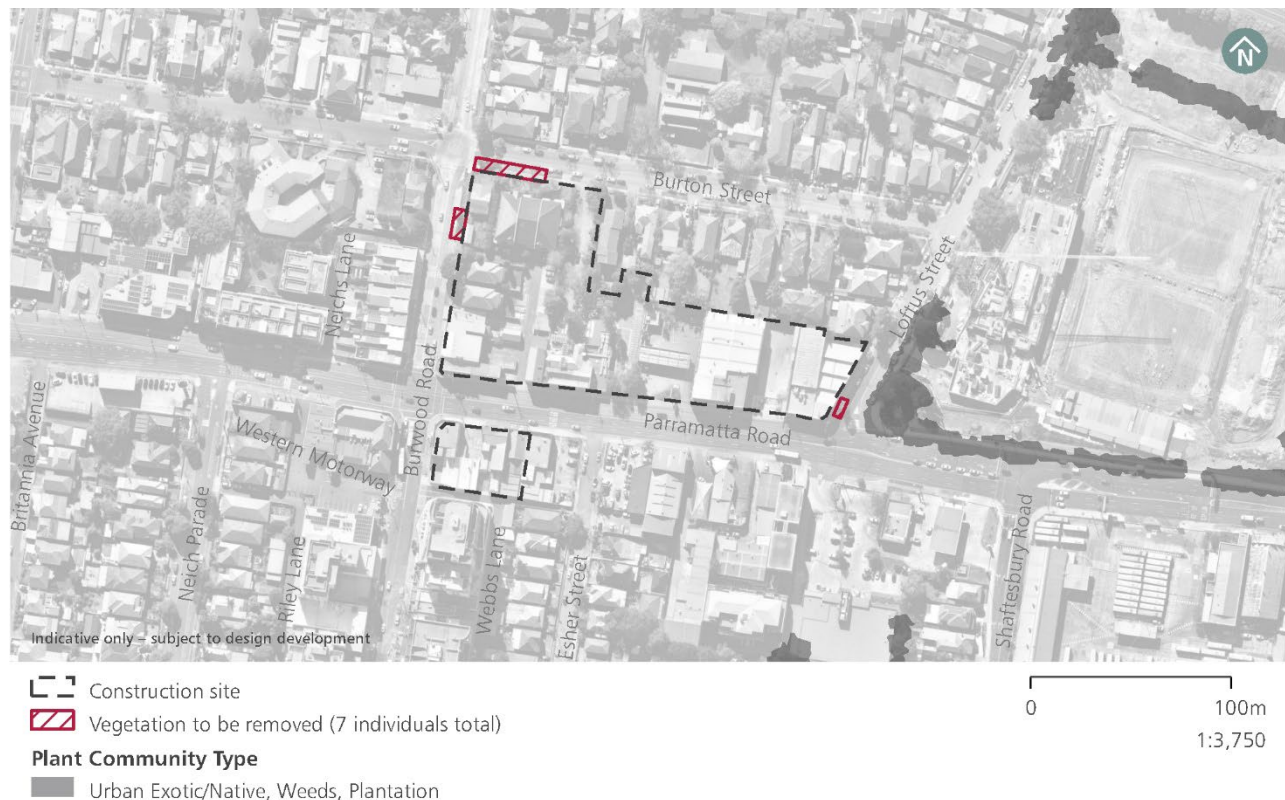 N
Burton Street
Loftus Street
Neichs Lane
Burwood Road
Parramatta Road
Britannia Avenue
Western Motorway
Neich Parade
Riley Lane
Webbs Lane
Esher Street
Shaftesbury Road
Indicative only – subject to design development
Construction site
Vegetation to be removed (7 individuals total)
Plant Community Type
Urban Exotic/Native, Weeds, Plantation
0 100m
1:3,750